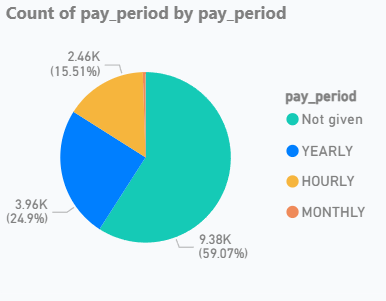 Count of pay_period by pay_period
2.46K
(15.51%)
pay_period
Not given
YEARLY
HOURLY
MONTHLY
3.96K
(24.9%)
9.38K
(59.07%)